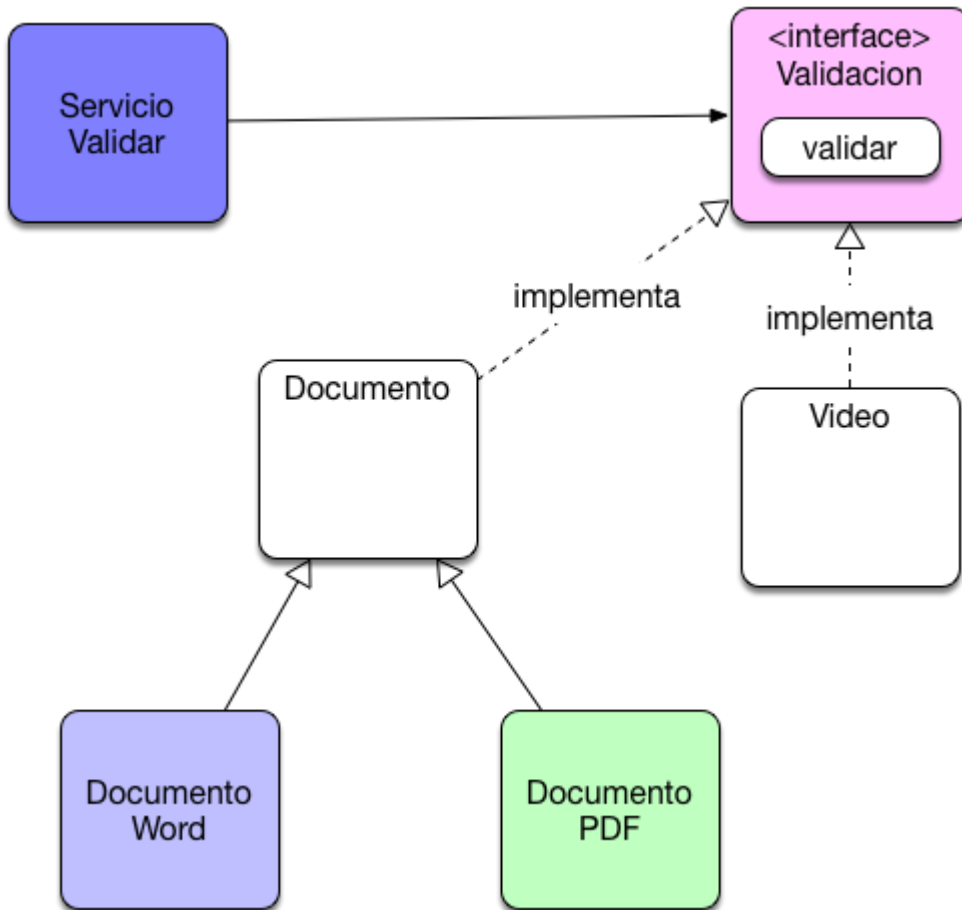 Servicio
Validar
<interface>
Validacion
validar
implementa
implementa
Documento
Video
Documento
Word
Documento
PDF